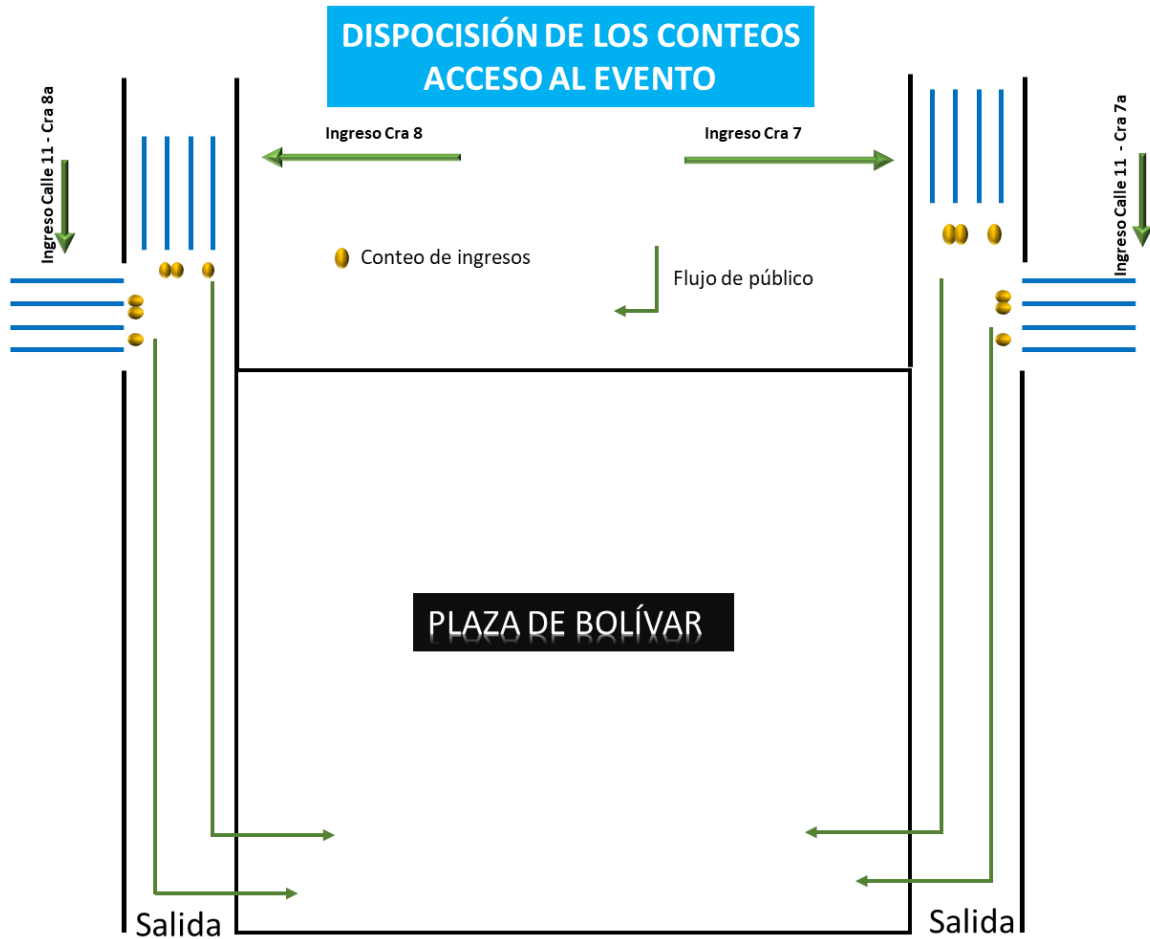 DISPOCISIÓN DE LOS CONTEOS
ACCESO AL EVENTO
Ingreso Calle 11 - Cra 8a
Ingreso Cra 8
Ingreso Cra 7
Ingreso Calle 11 - Cra 7a
Conteo de ingresos
Flujo de público
PLAZA DE BOLÍVAR
Salida
Salida